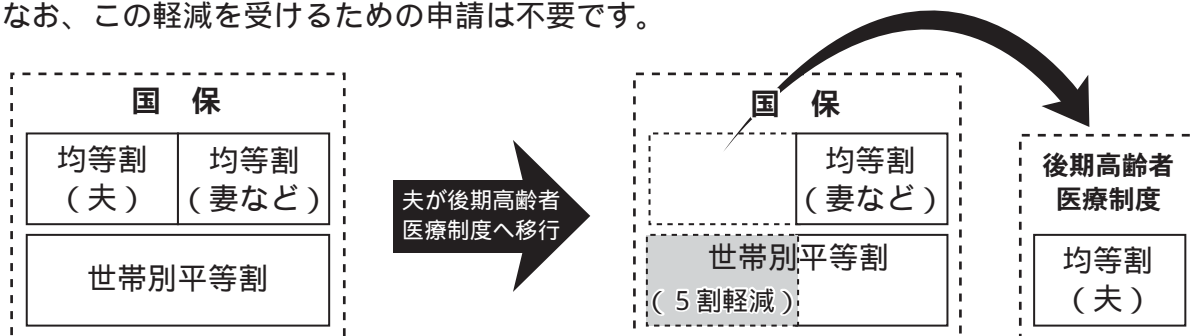 なお、この軽減を受けるための申請は不要です。
国 保
均等割
(夫)
均等割
(妻など)
世帯別平等割
夫が後期高齢者
医療制度へ移行
国 保
均等割
(妻など)
世帯別平等割
(5割軽減)
後期高齢者
医療制度
均等割
(夫)